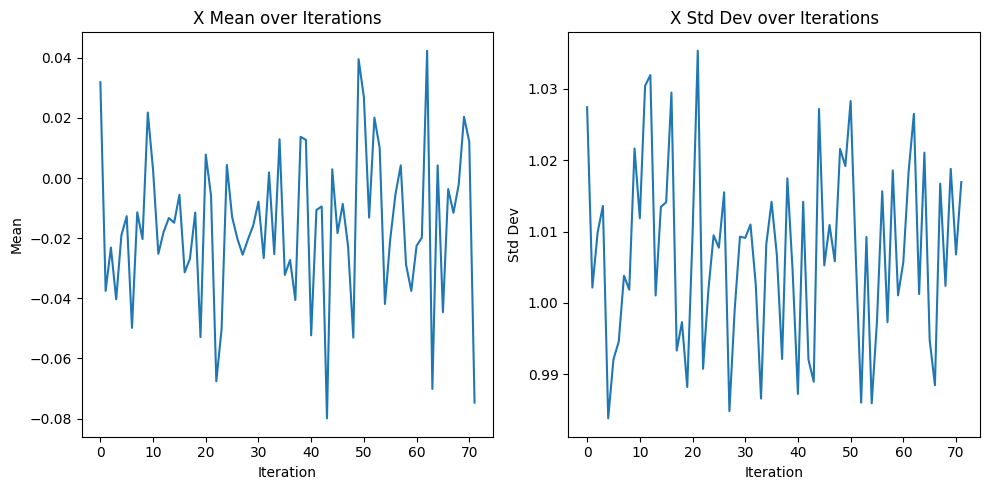 X Mean over Iterations
0.04
0.02
0.00
−0.02
−0.04
−0.06
−0.08
Mean
0 10 20 30 40 50 60 70
Iteration
X Std Dev over Iterations
1.03
1.02
1.01
1.00
0.99
Std Dev
0 10 20 30 40 50 60 70
Iteration